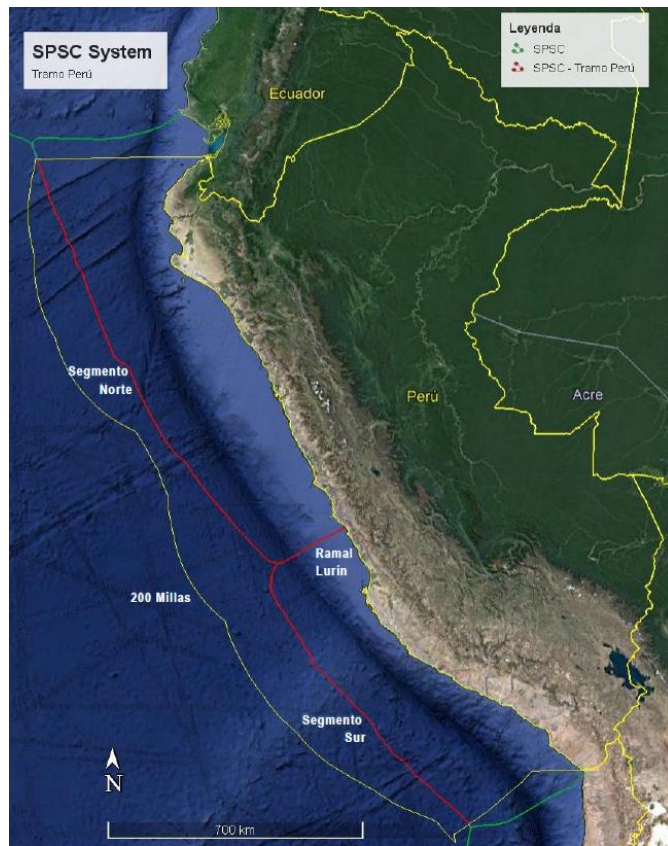 SPSC System
Tramo Perú
Leyenda
SPSC
SPSC - Tramo Perú
Ecuador
Segmento
Norte
Perú
Acre
Ramal
Lurín
200 Millas
Segmento
Sur
N
700 km